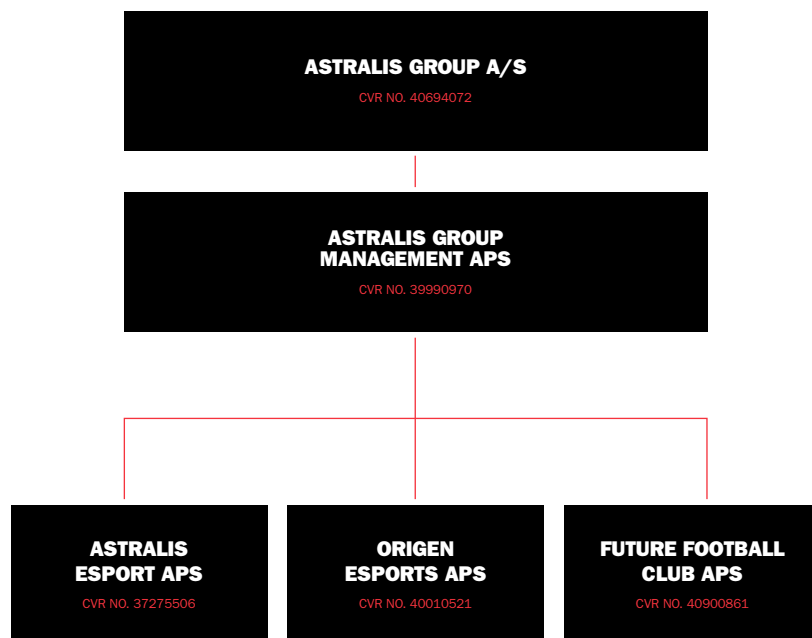 ASTRALIS GROUP A/S
CVR NO. 40694072
ASTRALIS GROUP
MANAGEMENT APS
CVR NO. 39990970
ASTRALIS
ESPORT APS
CVR NO. 37275506
ORIGEN
ESPORTS APS
CVR NO. 40010521
FUTURE FOOTBALL
CLUB APS
CVR NO. 40900861